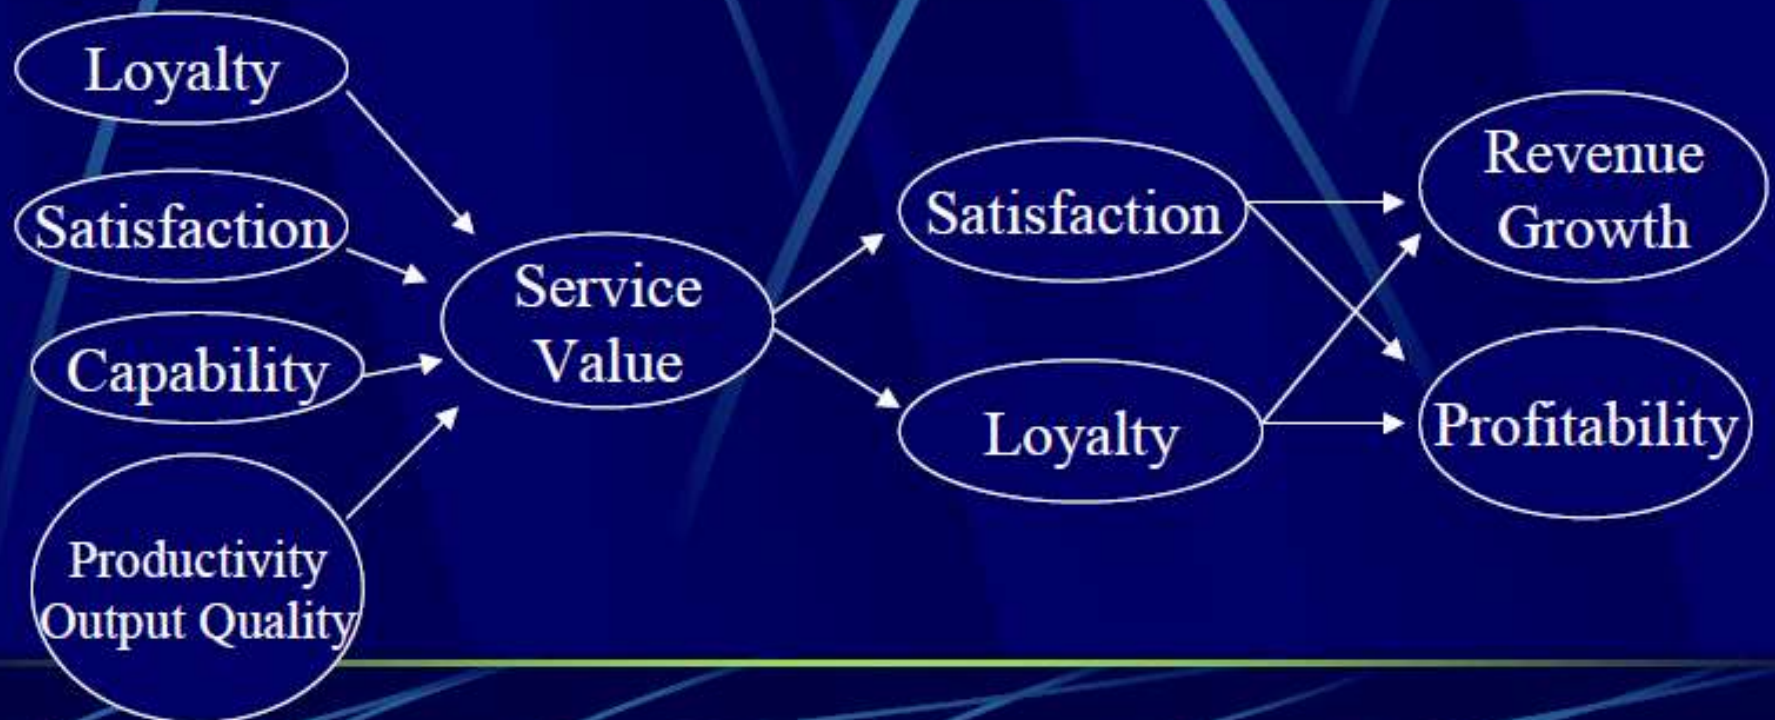 Loyalty
Satisfaction
Capability
Productivity
Output Quality
Service
Value
Satisfaction
Loyalty
Revenue
Growth
Profitability